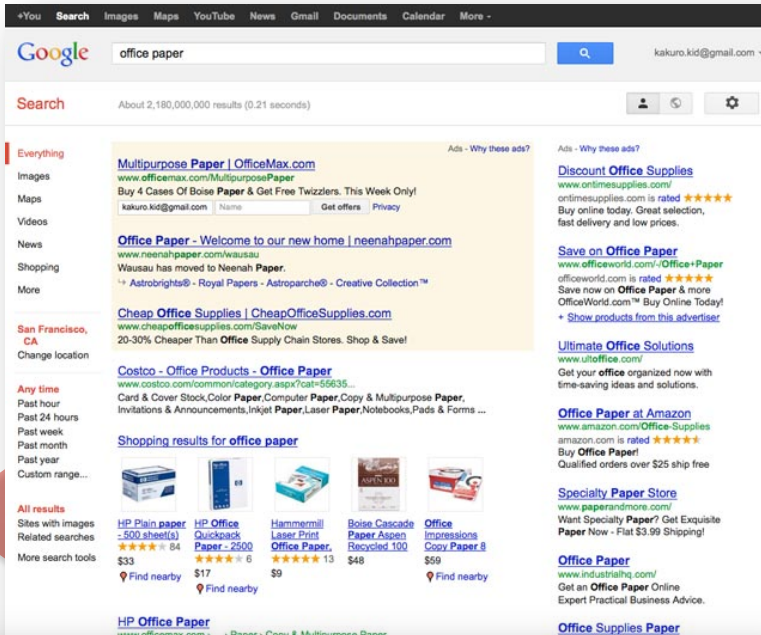 +You Search Images Maps YouTube News Gmail Documents Calendar More
Google
office paper
kakuro.kid@gmail.com
Search
About 2,180,000,000 results (0.21 seconds)
Everything
Images
Maps
Videos
News
Shopping
More
San Francisco,
CA
Change location
Any time
Past hour
Past 24 hours
Past week
Past month
Past year
Custom range...
All results
Sites with images
Related searches
More search tools
Ads - Why these ads?
Multipurpose Paper | OfficeMax.com
www.officemax.com/MultipurposePaper
Buy 4 Cases Of Boise Paper & Get Free Twizzlers. This Week Only!
kakuro.kid@gmail.com Name Get offers Privacy
Office Paper - Welcome to our new home | neenahpaper.com
www.neenahpaper.com/wausau
Wausau has moved to Neenah Paper.
Astrobrights® - Royal Papers - Astroparche® - Creative Collection™
Cheap Office Supplies | CheapOfficeSupplies.com
www.cheapofficesupplies.com/SaveNow
20-30% Cheaper Than Office Supply Chain Stores. Shop & Save!
Costco - Office Products - Office Paper
www.costco.com/common/category.aspx?cat=55635...
Card & Cover Stock,Color Paper,Computer Paper,Copy & Multipurpose Paper,
Invitations & Announcements,Inkjet Paper,Laser Paper,Notebooks,Pads & Forms ...
Shopping results for office paper
ASPEN 100
HP Plain paper
- 500 sheet(s)
84
$33
Find nearby
HP Office
Quickpack
Paper - 2500
6
$17
Find nearby
Hammermill
Laser Print
Office Paper,
13
$9
Boise Cascade
Paper Aspen
Recycled 100
$48
Office
Impressions
Copy Paper 8
$59
Find nearby
HP Office Paper
www.officemax.com › ... › Paper › Copy & Multipurpose Paper
Ads - Why these ads?
Discount Office Supplies
www.ontimesupplies.com/
ontimesupplies.com is rated
Buy online today. Great selection,
fast delivery and low prices.
Save on Office Paper
www.officeworld.com/-/Office+Paper
officeworld.com is rated
Save now on Office Paper & more
OfficeWorld.com™ Buy Online Today!
+ Show products from this advertiser
Ultimate Office Solutions
www.ultoffice.com/
Get your office organized now with
time-saving ideas and solutions.
Office Paper at Amazon
www.amazon.com/Office-Supplies
amazon.com is rated
Buy Office Paper!
Qualified orders over $25 ship free
Specialty Paper Store
www.paperandmore.com/
Want Specialty Paper? Get Exquisite
Paper Now - Flat $3.99 Shipping!
Office Paper
www.industrialhq.com/
Get an Office Paper Online
Expert Practical Business Advice.
Office Supplies Paper